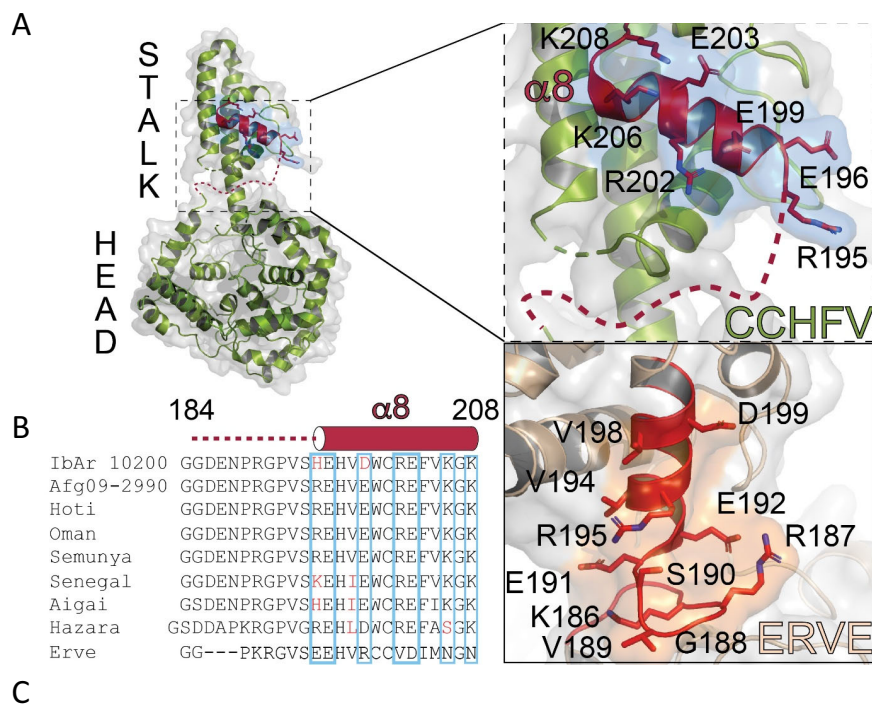 A
STALK
HEAD
K208
E203
α8
E199
K206
R202
E196
R195
CCHFV
B
184
α8
208
IbAr 10200 GGDENPRGPVSHEHVDWCREFVKGK
Afg09-2990 GGDENPRGPVSREHVEWCREFVKGK
Hoti GGDENPRGPVSREHVEWCREFVKGK
Oman GGDENPRGPVSREHVEWCREFVKGK
Semunya GGDENPRGPVSREHVEWCREFVKGK
Senegal GGDENPRGPVSKEHIEWCREFVKGK
Aigai GSDENPRGPVSHEHIEWCREFIKGK
Hazara GSDDAPKRGPVGREHLDWCREFASGK
Erve GG---PKRGVSEEHVRCCVDIMNGN
D199
V198
V194
E192
R195
R187
S190
E191
K186
G188
V189
ERVE
C